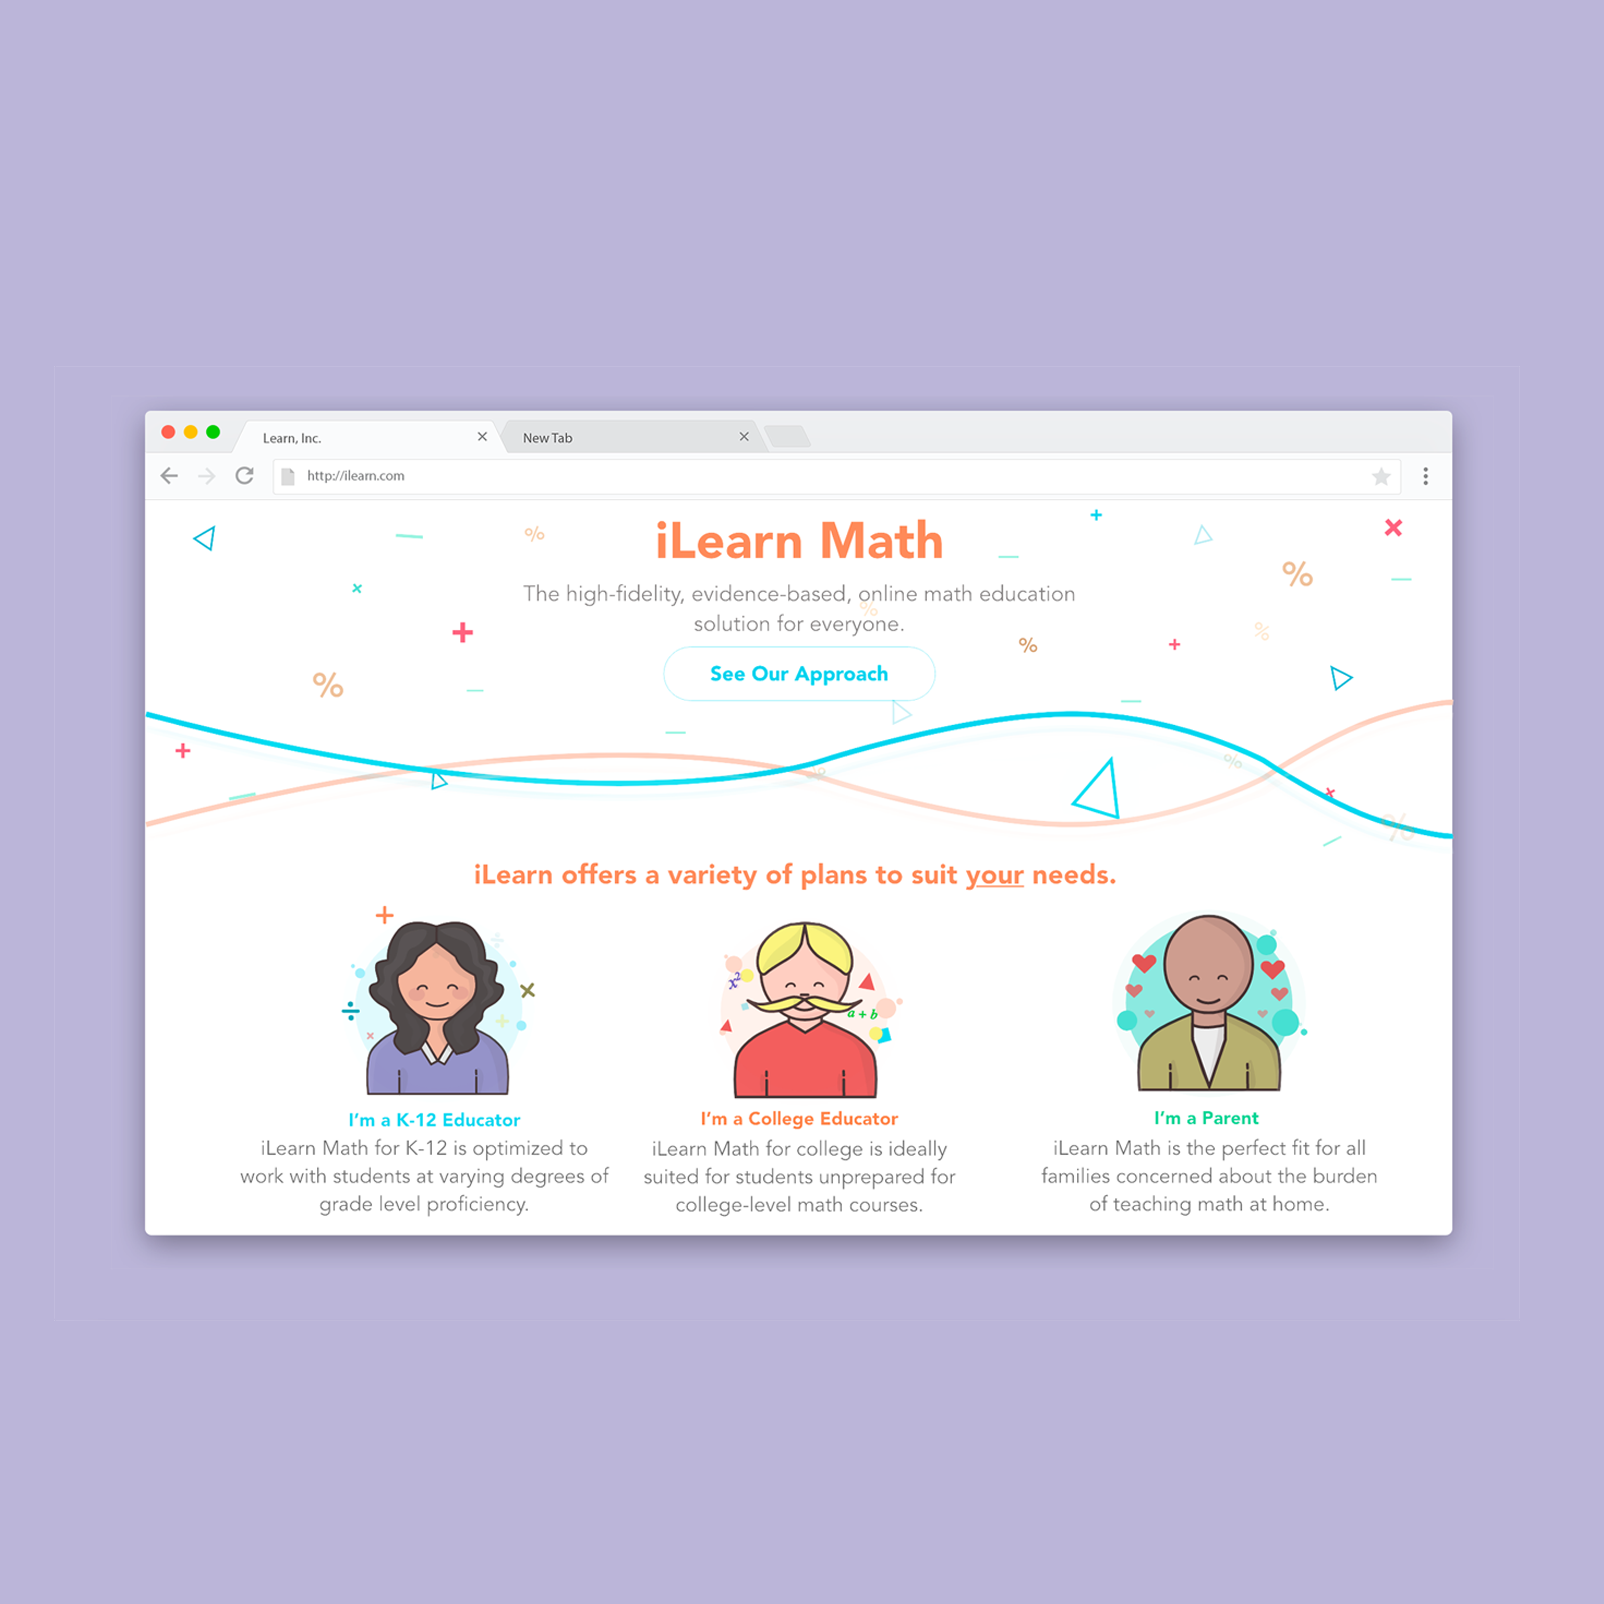 Learn, Inc.
New Tab
http://ilearn.com
iLearn Math
The high-fidelity, evidence-based, online math education
solution for everyone.
See Our Approach
iLearn offers a variety of plans to suit your needs.
x²
a + b
I'm a K-12 Educator
iLearn Math for K-12 is optimized to
work with students at varying degrees of
grade level proficiency.
I'm a College Educator
iLearn Math for college is ideally
suited for students unprepared for
college-level math courses.
I'm a Parent
iLearn Math is the perfect fit for all
families concerned about the burden
of teaching math at home.